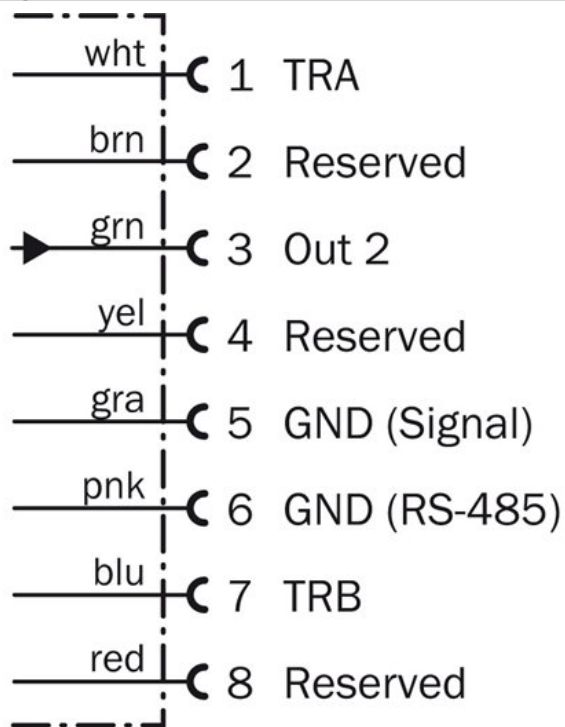 wht 1 TRA
brn 2 Reserved
grn 3 Out 2
yel 4 Reserved
gra 5 GND (Signal)
pnk 6 GND (RS-485)
blu 7 TRB
red 8 Reserved